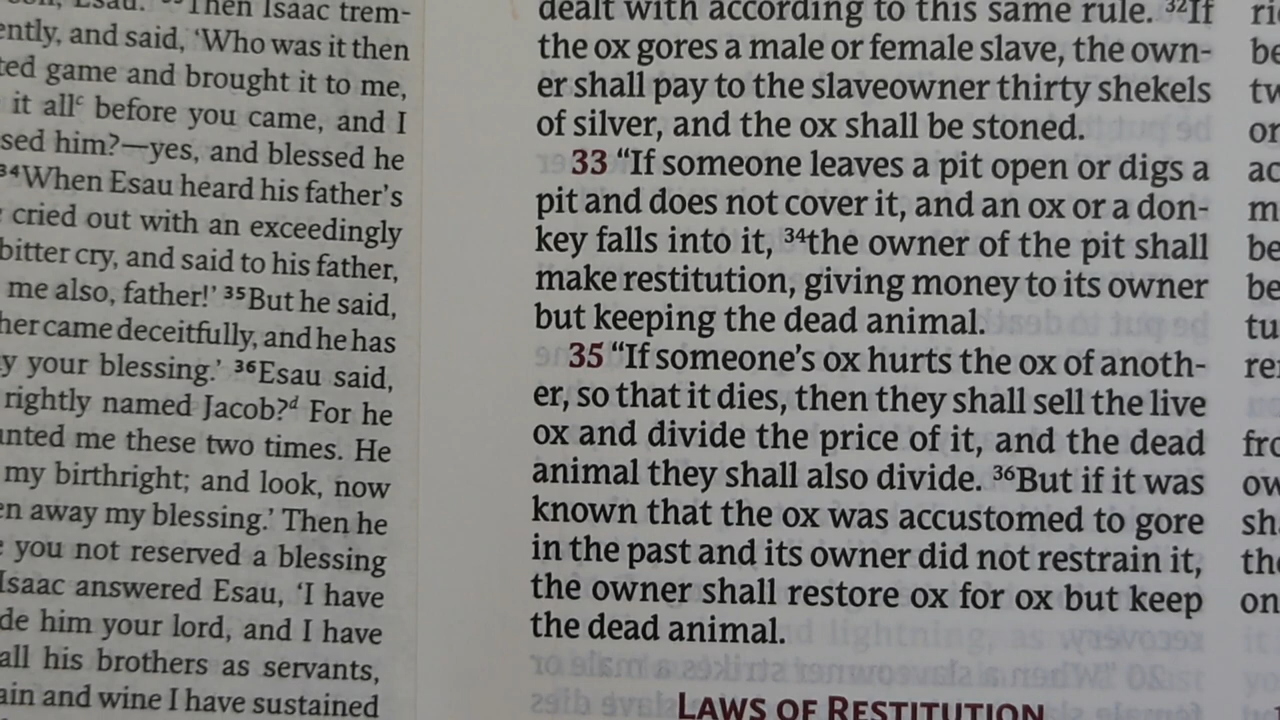 Then Isaac trem-
and said, ‘Who was it then
game and brought it to me,
it allᶜ before you came, and I
him?—yes, and blessed he
³⁴When Esau heard his father’s
cried out with an exceedingly
bitter cry, and said to his father,
me also, father!’ ³⁵But he said,
came deceitfully, and he has
your blessing.’ ³⁶Esau said,
rightly named Jacob?ᵈ For he
me these two times. He
my birthright; and look, now
away my blessing.’ Then he
you not reserved a blessing
Isaac answered Esau, ‘I have
him your lord, and I have
all his brothers as servants,
and wine I have sustained
dealt with according to this same rule. ³²If
the ox gores a male or female slave, the own-
er shall pay to the slaveowner thirty shekels
of silver, and the ox shall be stoned.
33 “If someone leaves a pit open or digs a
pit and does not cover it, and an ox or a don-
key falls into it, ³⁴the owner of the pit shall
make restitution, giving money to its owner
but keeping the dead animal.
35 “If someone’s ox hurts the ox of anoth-
er, so that it dies, then they shall sell the live
ox and divide the price of it, and the dead
animal they shall also divide. ³⁶But if it was
known that the ox was accustomed to gore
in the past and its owner did not restrain it,
the owner shall restore ox for ox but keep
the dead animal.
LAWS OF RESTITUTION